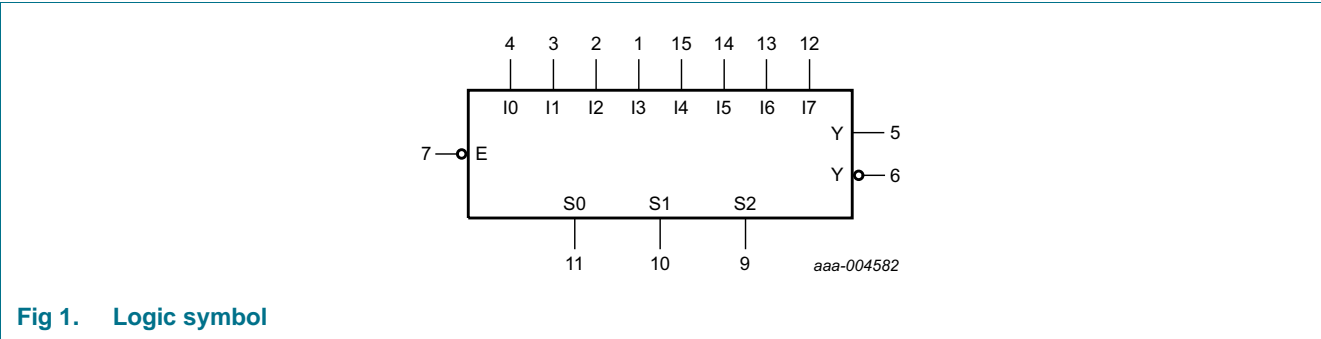 4 3 2 1 15 14 13 12
I0 I1 I2 I3 I4 I5 I6 I7
Y 5
7 E
Y 6
S0 S1 S2
11 10 9
aaa-004582
Fig 1. Logic symbol